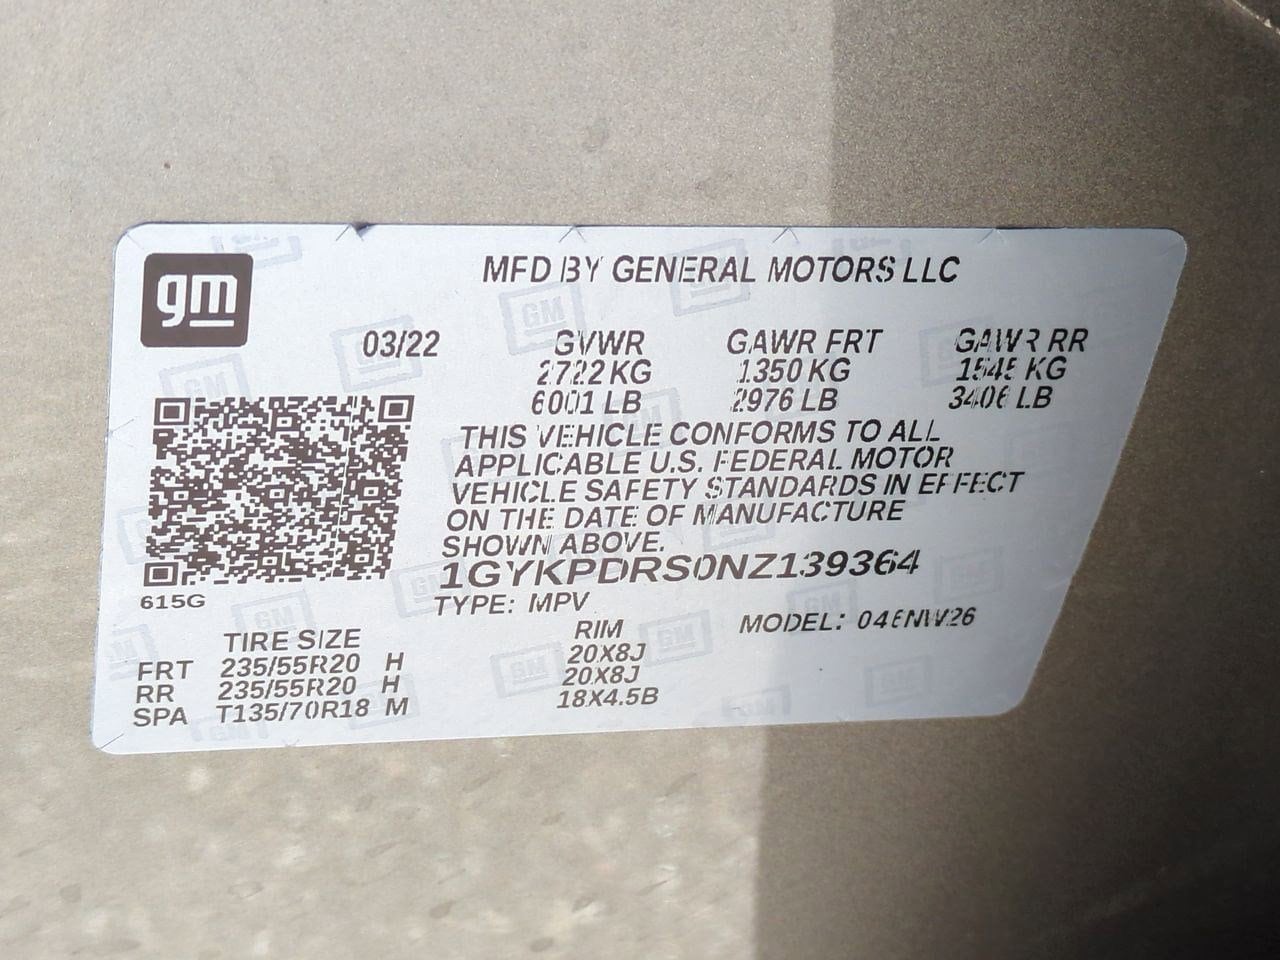 gm
MFD BY GENERAL MOTORS LLC
03/22 GVWR GAWR FRT GAWR RR
2722 KG 1350 KG 1545 KG
6001 LB 2976 LB 3406 LB
THIS VEHICLE CONFORMS TO ALL
APPLICABLE U.S. FEDERAL MOTOR
VEHICLE SAFETY STANDARDS IN EFFECT
ON THE DATE OF MANUFACTURE
SHOWN ABOVE.
1GYKPDRS0NZ139364
615G
TYPE: MPV
MODEL: 046NW26
TIRE SIZE RIM
FRT 235/55R20 H 20X8J
RR 235/55R20 H 20X8J
SPA T135/70R18 M 18X4.5B